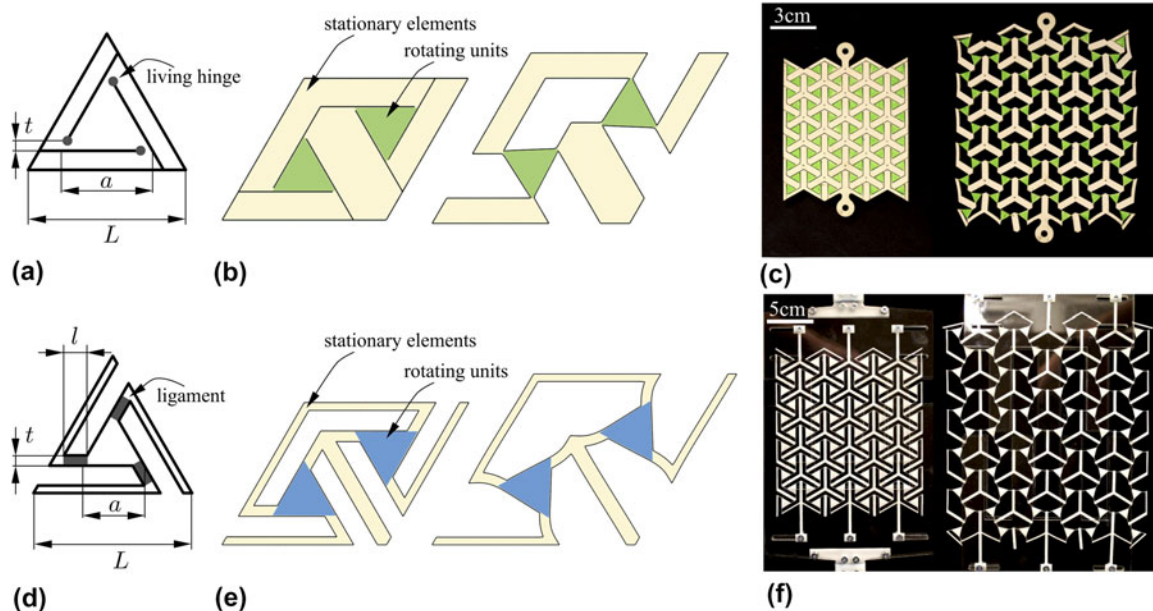 stationary elements
rotating units
living hinge
t
a
L
(a)
(b)
3cm
(c)
l
t
ligament
a
L
(d)
stationary elements
rotating units
(e)
5cm
(f)